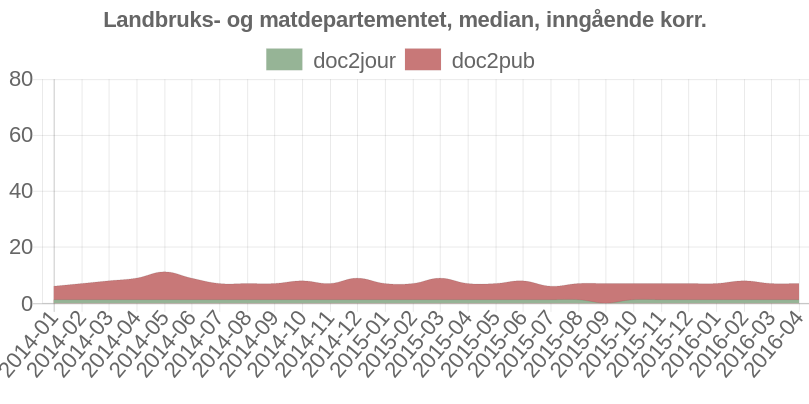 Landbruks- og matdepartementet, median, inngående korr.
doc2jour doc2pub
80
60
40
20
0
2014-01 2014-02 2014-03 2014-04 2014-05 2014-06 2014-07 2014-08 2014-09 2014-10 2014-11 2014-12 2015-01 2015-02 2015-03 2015-04 2015-05 2015-06 2015-07 2015-08 2015-09 2015-10 2015-11 2015-12 2016-01 2016-02 2016-03 2016-04